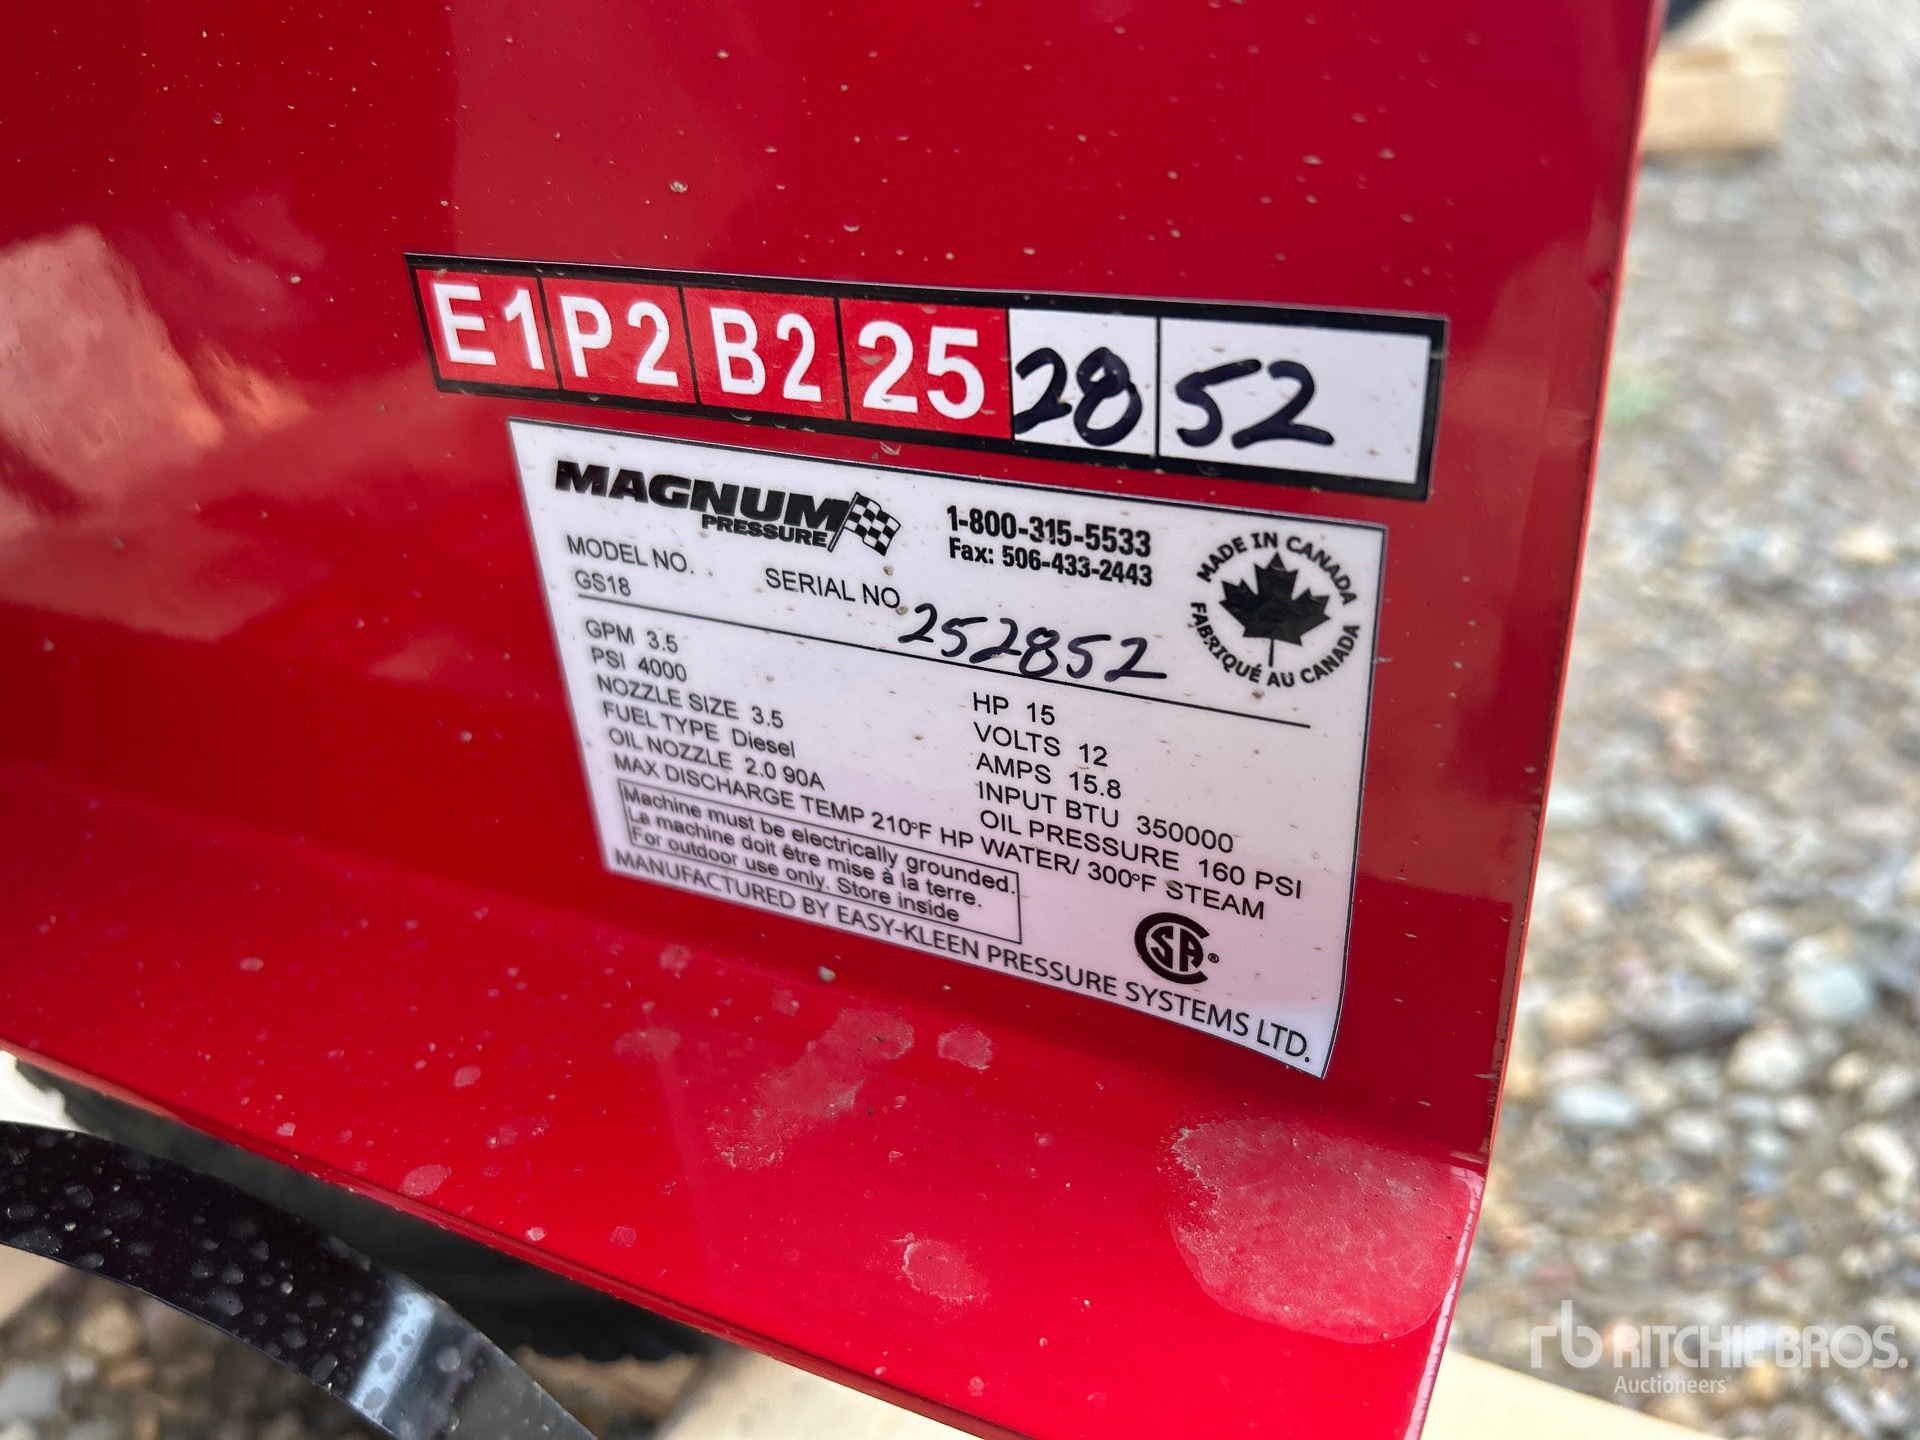 E1 P2 B2 25 28 52
MAGNUM
PRESSURE
1-800-315-5533
Fax: 506-433-2443
MADE IN CANADA
FABRIQUÉ AU CANADA
MODEL NO.
GS18
SERIAL NO.
252852
GPM 3.5
PSI 4000
NOZZLE SIZE 3.5
FUEL TYPE Diesel
OIL NOZZLE 2.0 90A
HP 15
VOLTS 12
AMPS 15.8
INPUT BTU 350000
OIL PRESSURE 160 PSI
MAX DISCHARGE TEMP 210°F HP WATER/ 300°F STEAM
Machine must be electrically grounded.
La machine doit être mise à la terre.
For outdoor use only. Store inside
CSA®
MANUFACTURED BY EASY-KLEEN PRESSURE SYSTEMS LTD.
rb RITCHIE BROS.
Auctioneers